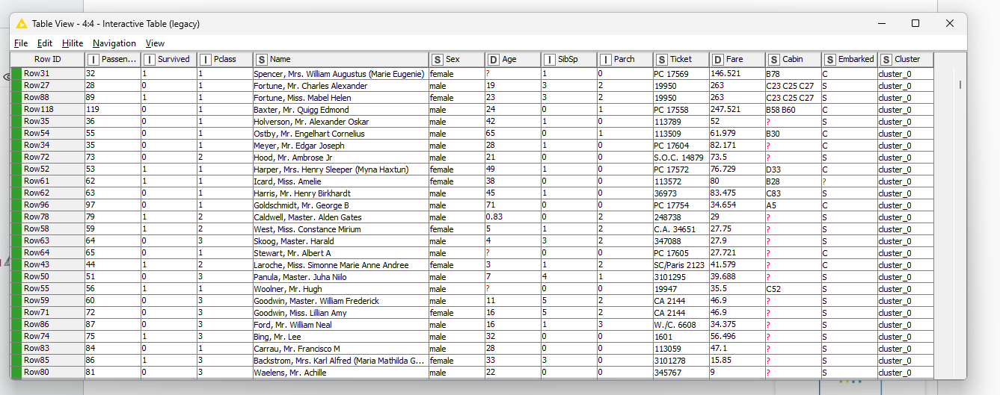 Table View - 4:4 - Interactive Table (legacy)
File Edit Hilite Navigation View
Row ID I Passen... I Survived I Pclass S Name S Sex D Age I SibSp I Parch S Ticket D Fare S Cabin S Embarked S Cluster
Row31 32 1 1 Spencer, Mrs. William Augustus (Marie Eugenie) female ? 1 0 PC 17569 146.521 B78 C cluster_0
Row27 28 0 1 Fortune, Mr. Charles Alexander male 19 3 2 19950 263 C23 C25 C27 S cluster_0
Row88 89 1 1 Fortune, Miss. Mabel Helen female 23 3 2 19950 263 C23 C25 C27 S cluster_0
Row118 119 0 1 Baxter, Mr. Quigg Edmond male 24 0 1 PC 17558 247.521 B58 B60 C cluster_0
Row35 36 0 1 Holverson, Mr. Alexander Oskar male 42 1 0 113789 52 ? S cluster_0
Row54 55 0 1 Ostby, Mr. Engelhart Cornelius male 65 0 1 113509 61.979 B30 C cluster_0
Row34 35 0 1 Meyer, Mr. Edgar Joseph male 28 1 0 PC 17604 82.171 ? C cluster_0
Row72 73 0 2 Hood, Mr. Ambrose Jr male 21 0 0 S.O.C. 14879 73.5 ? S cluster_0
Row52 53 1 1 Harper, Mrs. Henry Sleeper (Myna Haxtun) female 49 1 0 PC 17572 76.729 D33 C cluster_0
Row61 62 1 1 Icard, Miss. Amelie female 38 0 0 113572 80 B28 ? cluster_0
Row62 63 0 1 Harris, Mr. Henry Birkhardt male 45 1 0 36973 83.475 C83 S cluster_0
Row96 97 0 1 Goldschmidt, Mr. George B male 71 0 0 PC 17754 34.654 A5 C cluster_0
Row78 79 1 2 Caldwell, Master. Alden Gates male 0.83 0 2 248738 29 ? S cluster_0
Row58 59 1 2 West, Miss. Constance Mirium female 5 1 2 C.A. 34651 27.75 ? S cluster_0
Row63 64 0 3 Skoog, Master. Harald male 4 3 2 347088 27.9 ? S cluster_0
Row64 65 0 1 Stewart, Mr. Albert A male ? 0 0 PC 17605 27.721 ? C cluster_0
Row43 44 1 2 Laroche, Miss. Simonne Marie Anne Andree female 3 1 2 SC/Paris 2123 41.579 ? C cluster_0
Row50 51 0 3 Panula, Master. Juha Niilo male 7 4 1 3101295 39.688 ? S cluster_0
Row55 56 1 1 Woolner, Mr. Hugh male ? 0 0 19947 35.5 C52 S cluster_0
Row59 60 0 3 Goodwin, Master. William Frederick male 11 5 2 CA 2144 46.9 ? S cluster_0
Row71 72 0 3 Goodwin, Miss. Lillian Amy female 16 5 2 CA 2144 46.9 ? S cluster_0
Row86 87 0 3 Ford, Mr. William Neal male 16 1 3 W./C. 6608 34.375 ? S cluster_0
Row74 75 1 3 Bing, Mr. Lee male 32 0 0 1601 56.496 ? S cluster_0
Row83 84 0 1 Carrau, Mr. Francisco M male 28 0 0 113059 47.1 ? S cluster_0
Row85 86 1 3 Backstrom, Mrs. Karl Alfred (Maria Mathilda G... female 33 3 0 3101278 15.85 ? S cluster_0
Row80 81 0 3 Waelens, Mr. Achille male 22 0 0 345767 9 ? S cluster_0